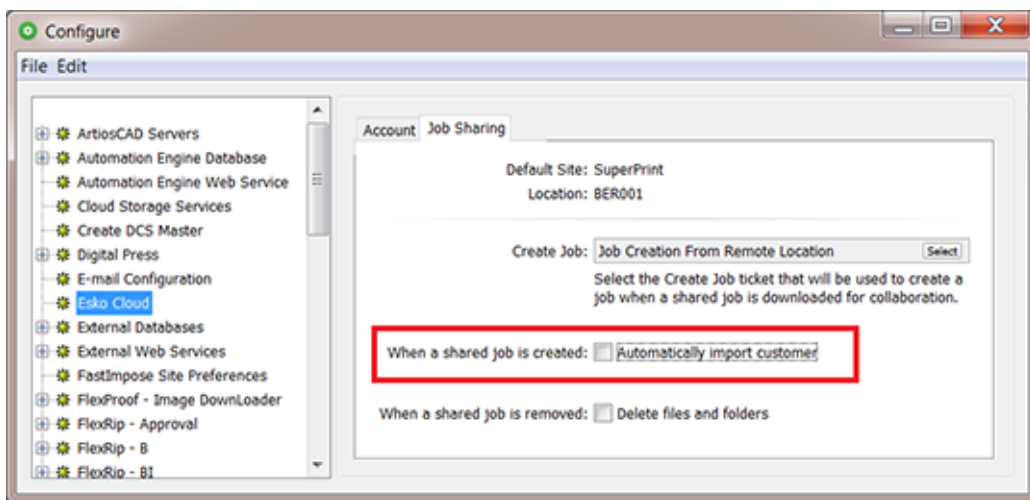 Configure
File Edit
ArtiosCAD Servers
Automation Engine Database
Automation Engine Web Service
Cloud Storage Services
Create DCS Master
Digital Press
E-mail Configuration
Esko Cloud
External Databases
External Web Services
FastImpose Site Preferences
FlexProof - Image DownLoader
FlexRip - Approval
FlexRip - B
FlexRip - BI
Account Job Sharing
Default Site: SuperPrint
Location: BER001
Create Job: Job Creation From Remote Location Select
Select the Create Job ticket that will be used to create a
job when a shared job is downloaded for collaboration.
When a shared job is created: Automatically import customer
When a shared job is removed: Delete files and folders